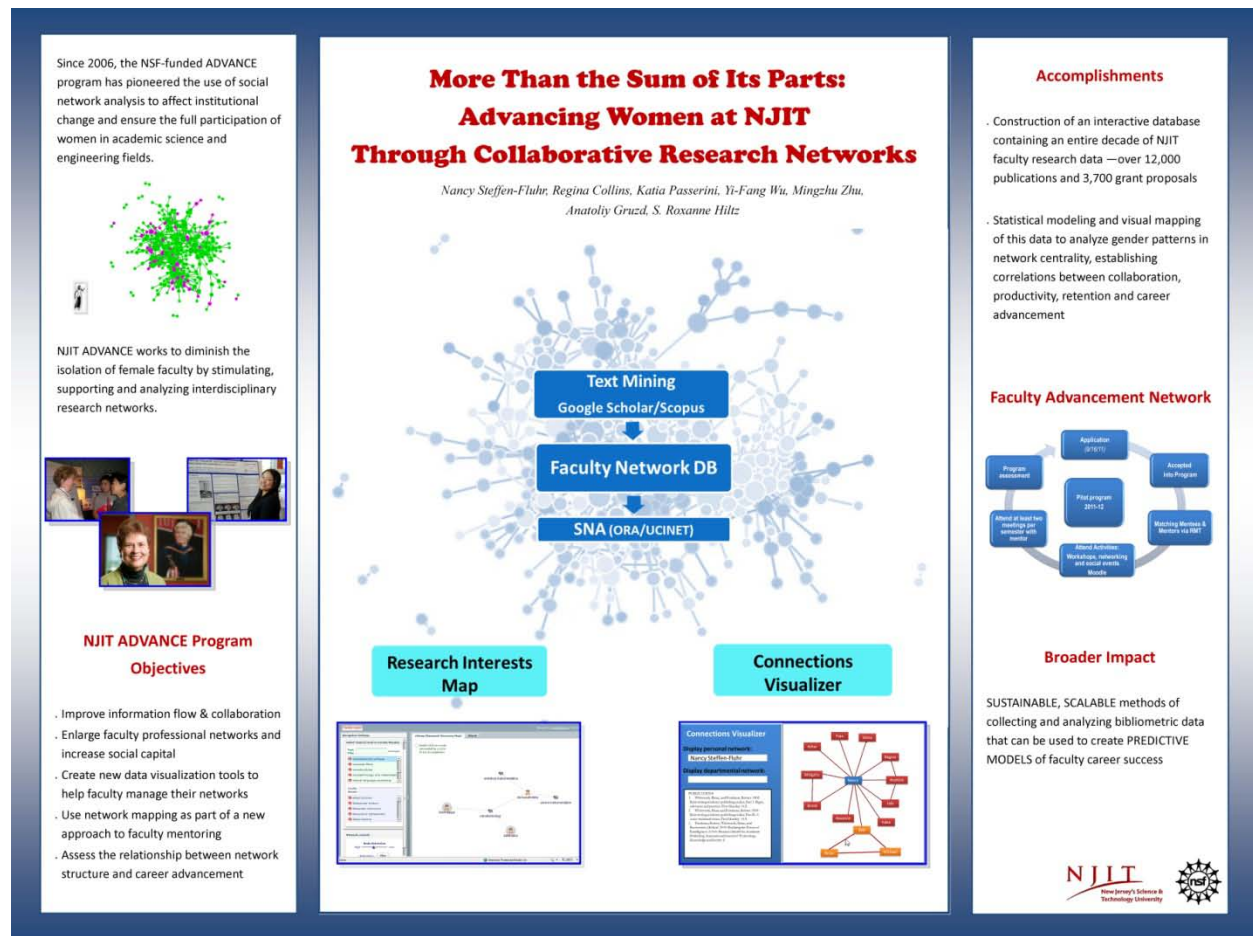 Since 2006, the NSF-funded ADVANCE
program has pioneered the use of social
network analysis to affect institutional
change and ensure the full participation of
women in academic science and
engineering fields.
NJIT ADVANCE works to diminish the
isolation of female faculty by stimulating,
supporting and analyzing interdisciplinary
research networks.
NJIT ADVANCE Program
Objectives
. Improve information flow & collaboration
. Enlarge faculty professional networks and
increase social capital
. Create new data visualization tools to
help faculty manage their networks
. Use network mapping as part of a new
approach to faculty mentoring
. Assess the relationship between network
structure and career advancement
More Than the Sum of Its Parts:
Advancing Women at NJIT
Through Collaborative Research Networks
Nancy Steffen-Fluhr, Regina Collins, Katia Passerini, Yi-Fang Wu, Mingzhu Zhu,
Anatoliy Gruzd, S. Roxanne Hiltz
Text Mining
Google Scholar/Scopus
Faculty Network DB
SNA (ORA/UCINET)
Research Interests
Map
Connections
Visualizer
Connections Visualizer
Display personal network:
Nancy Steffen-Fluhr
Display departmental network:
Accomplishments
. Construction of an interactive database
containing an entire decade of NJIT
faculty research data —over 12,000
publications and 3,700 grant proposals
. Statistical modeling and visual mapping
of this data to analyze gender patterns in
network centrality, establishing
correlations between collaboration,
productivity, retention and career
advancement
Faculty Advancement Network
Application
Accepted
into Program
Matching Mentees &
Mentors via RMT
Attend Activities:
Workshops, networking
and social events
Moodle
Attend at least two
meetings per
semester with
mentor
Program
assessment
Pilot program
2011-12
Broader Impact
SUSTAINABLE, SCALABLE methods of
collecting and analyzing bibliometric data
that can be used to create PREDICTIVE
MODELS of faculty career success
NJIT
New Jersey's Science &
Technology University
nsf